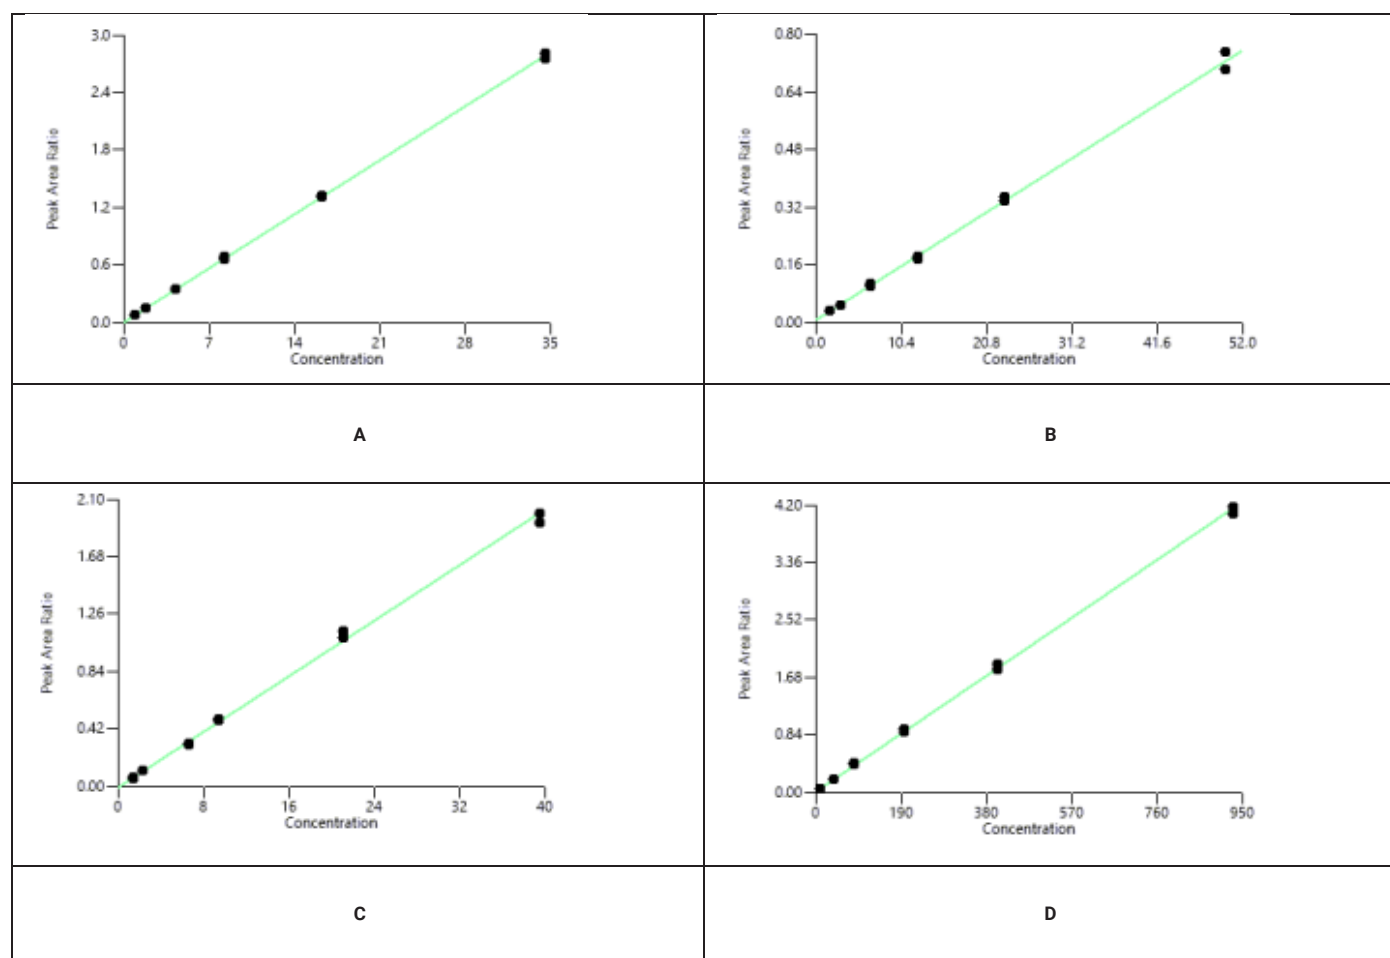 3.0
2.4
1.8
1.2
0.6
0.0
Peak Area Ratio
0 7 14 21 28 35
Concentration
0.80
0.64
0.48
0.32
0.16
0.00
Peak Area Ratio
0.0 10.4 20.8 31.2 41.6 52.0
Concentration
A
B
2.10
1.68
1.26
0.84
0.42
0.00
Peak Area Ratio
0 8 16 24 32 40
Concentration
4.20
3.36
2.52
1.68
0.84
0.00
Peak Area Ratio
0 190 380 570 760 950
Concentration
C
D